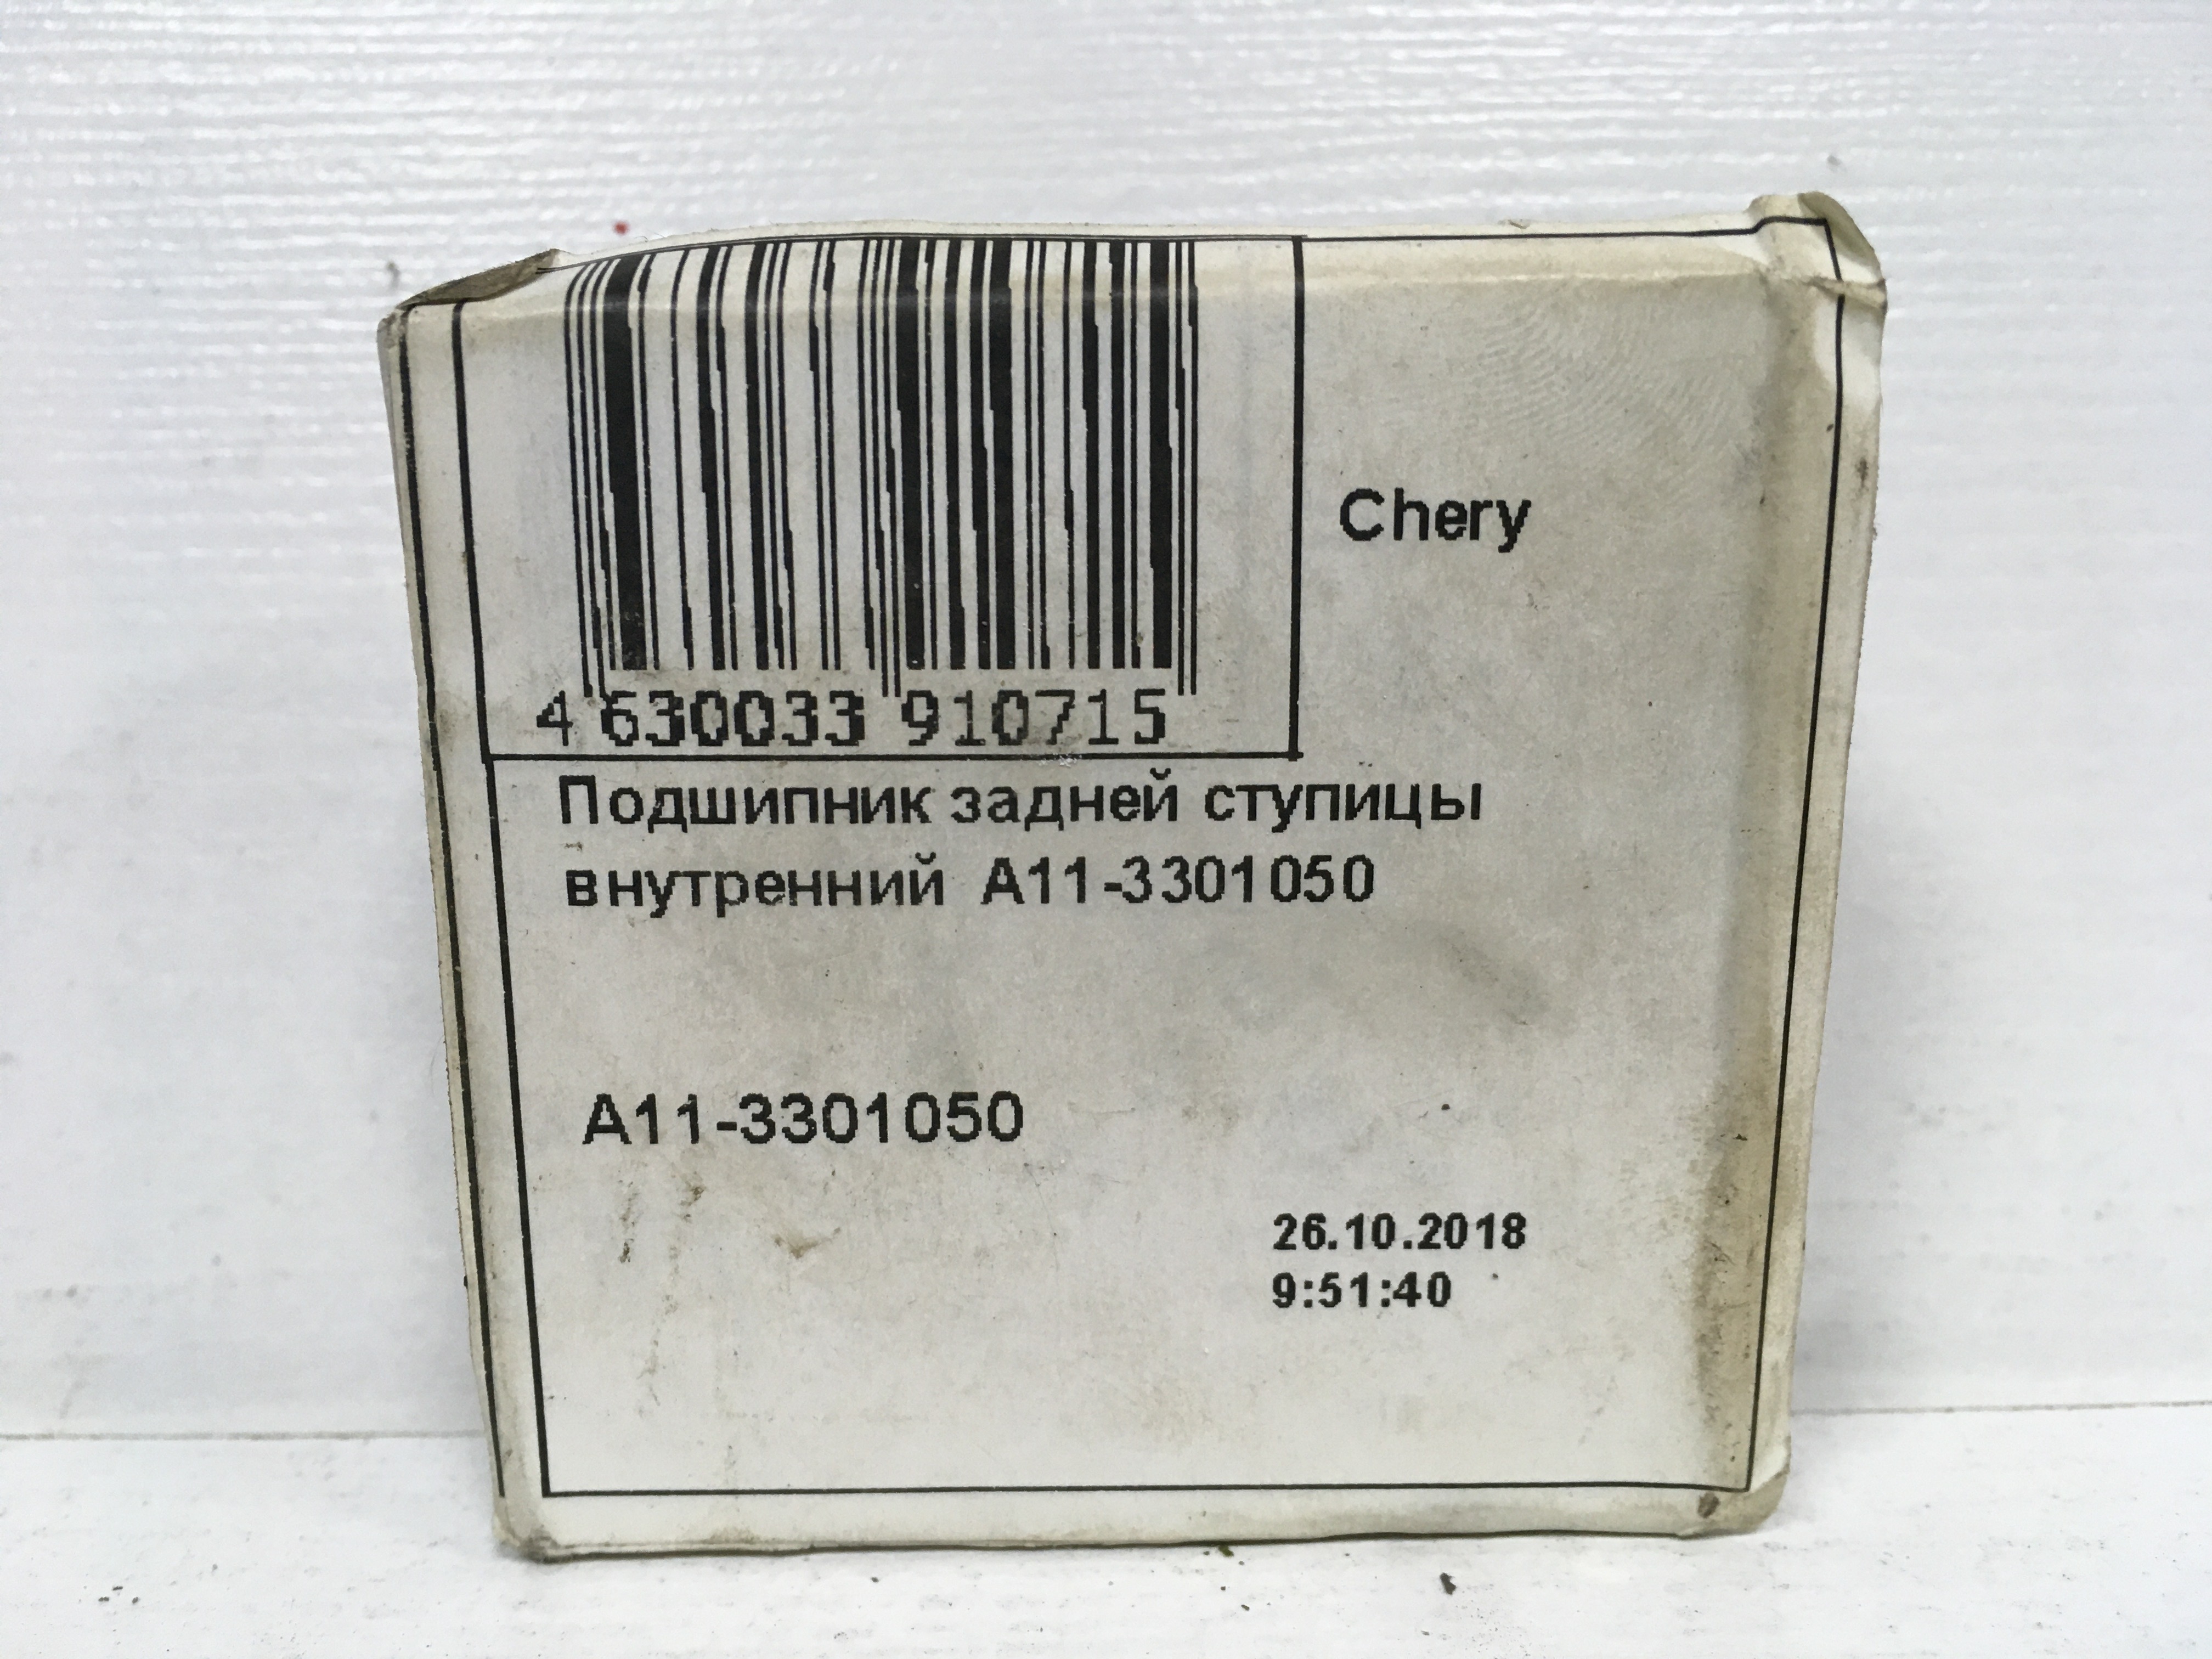 Chery
4 630033 910715
Подшипник задней ступицы
внутренний A11-3301050
A11-3301050
26.10.2018
9:51:40